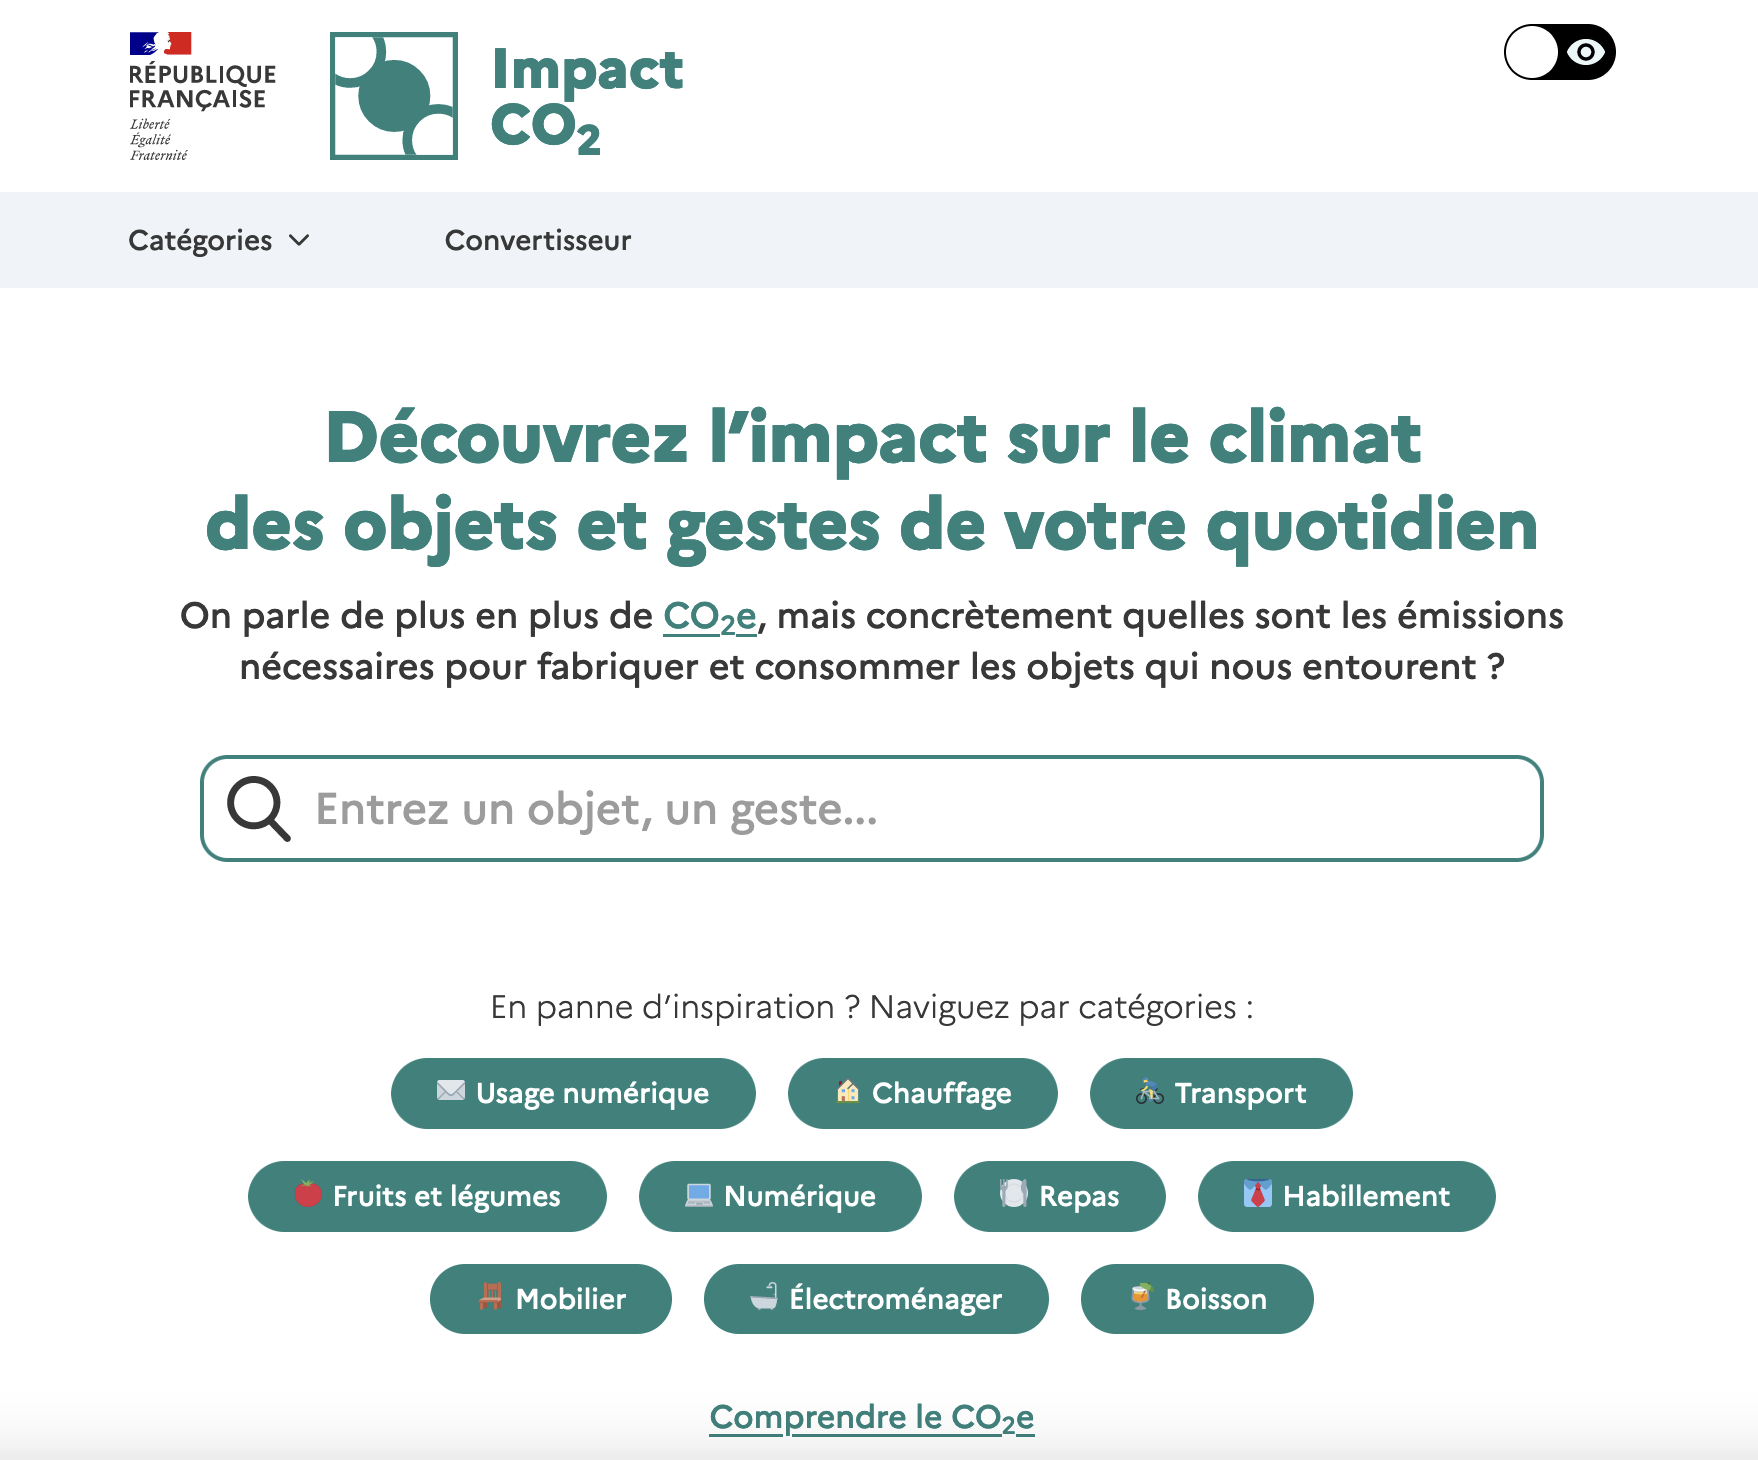 RÉPUBLIQUE
FRANÇAISE
Liberté
Égalité
Fraternité
Impact
CO₂
Catégories
Convertisseur
Découvrez l’impact sur le climat
des objets et gestes de votre quotidien
On parle de plus en plus de CO₂e, mais concrètement quelles sont les émissions
nécessaires pour fabriquer et consommer les objets qui nous entourent ?
Entrez un objet, un geste...
En panne d’inspiration ? Naviguez par catégories :
Usage numérique
Chauffage
Transport
Fruits et légumes
Numérique
Repas
Habillement
Mobilier
Électroménager
Boisson
Comprendre le CO₂e